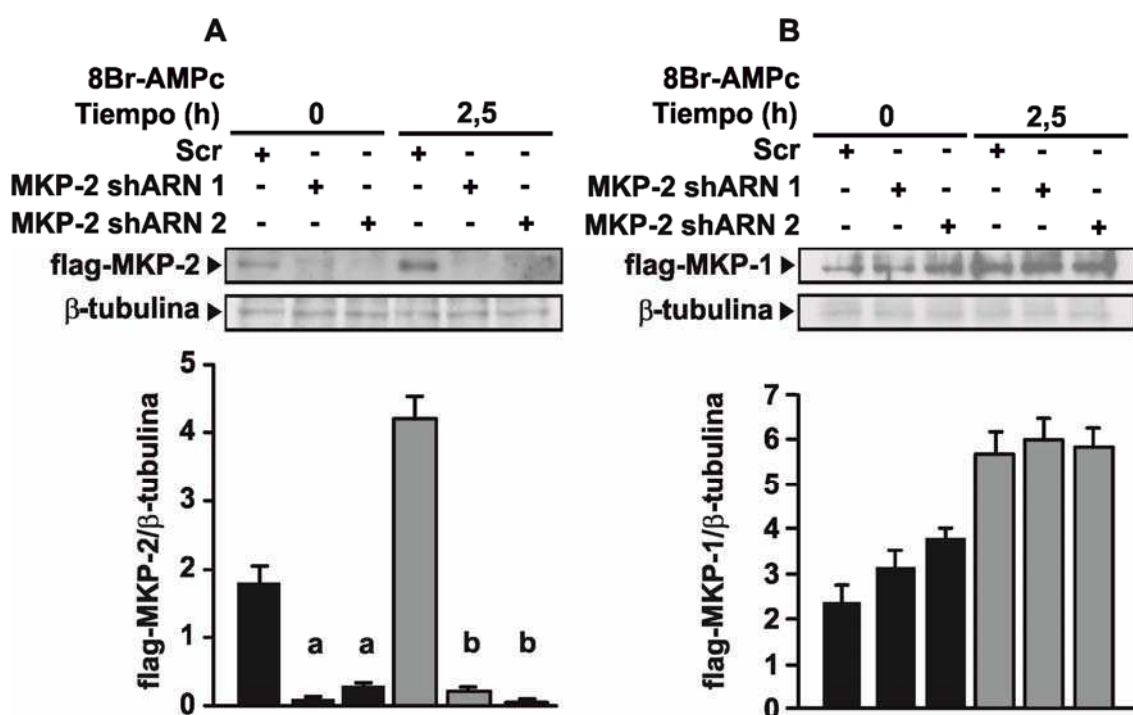 A
8Br-AMPc
Tiempo (h)
0 2,5
Scr + - - + - -
MKP-2 shARN 1 - + - - + -
MKP-2 shARN 2 - - + - - +
flag-MKP-2
β-tubulina
flag-MKP-2/β-tubulina
5
4
3
2
1
0
a a b b
B
8Br-AMPc
Tiempo (h)
0 2,5
Scr + - - + - -
MKP-2 shARN 1 - + - - + -
MKP-2 shARN 2 - - + - - +
flag-MKP-1
β-tubulina
flag-MKP-1/β-tubulina
7
6
5
4
3
2
1
0